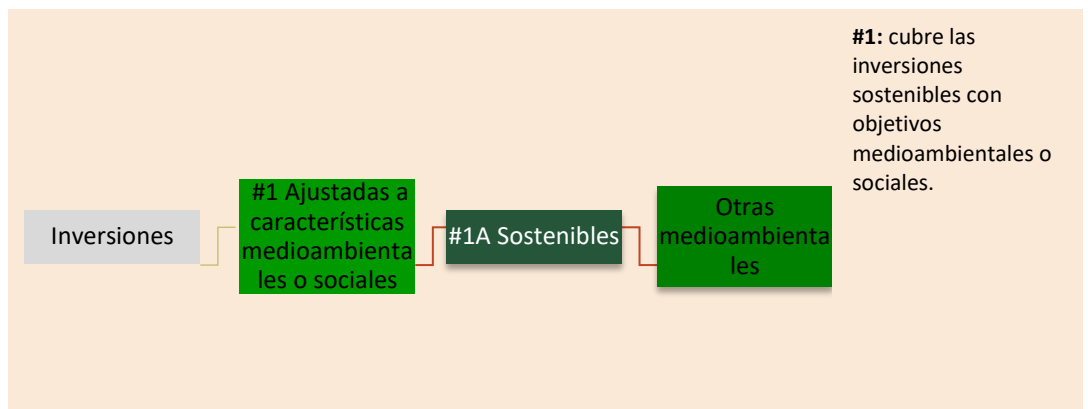 #1: cubre las
inversiones
sostenibles con
objetivos
medioambientales o
sociales.
Inversiones
#1 Ajustadas a
características
medioambienta
les o sociales
#1A Sostenibles
Otras
medioambienta
les